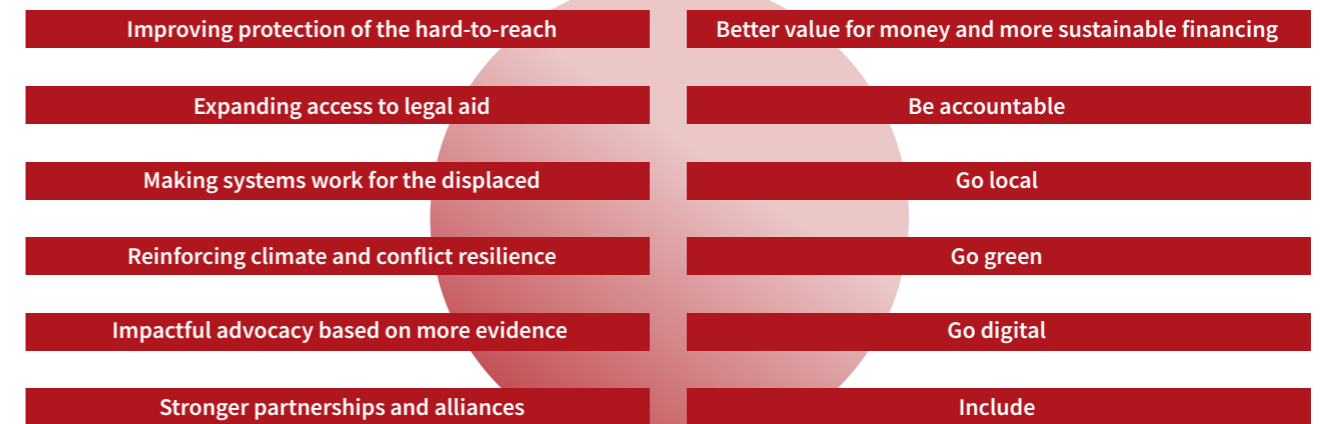 Improving protection of the hard-to-reach
Better value for money and more sustainable financing
Expanding access to legal aid
Be accountable
Making systems work for the displaced
Go local
Reinforcing climate and conflict resilience
Go green
Impactful advocacy based on more evidence
Go digital
Stronger partnerships and alliances
Include